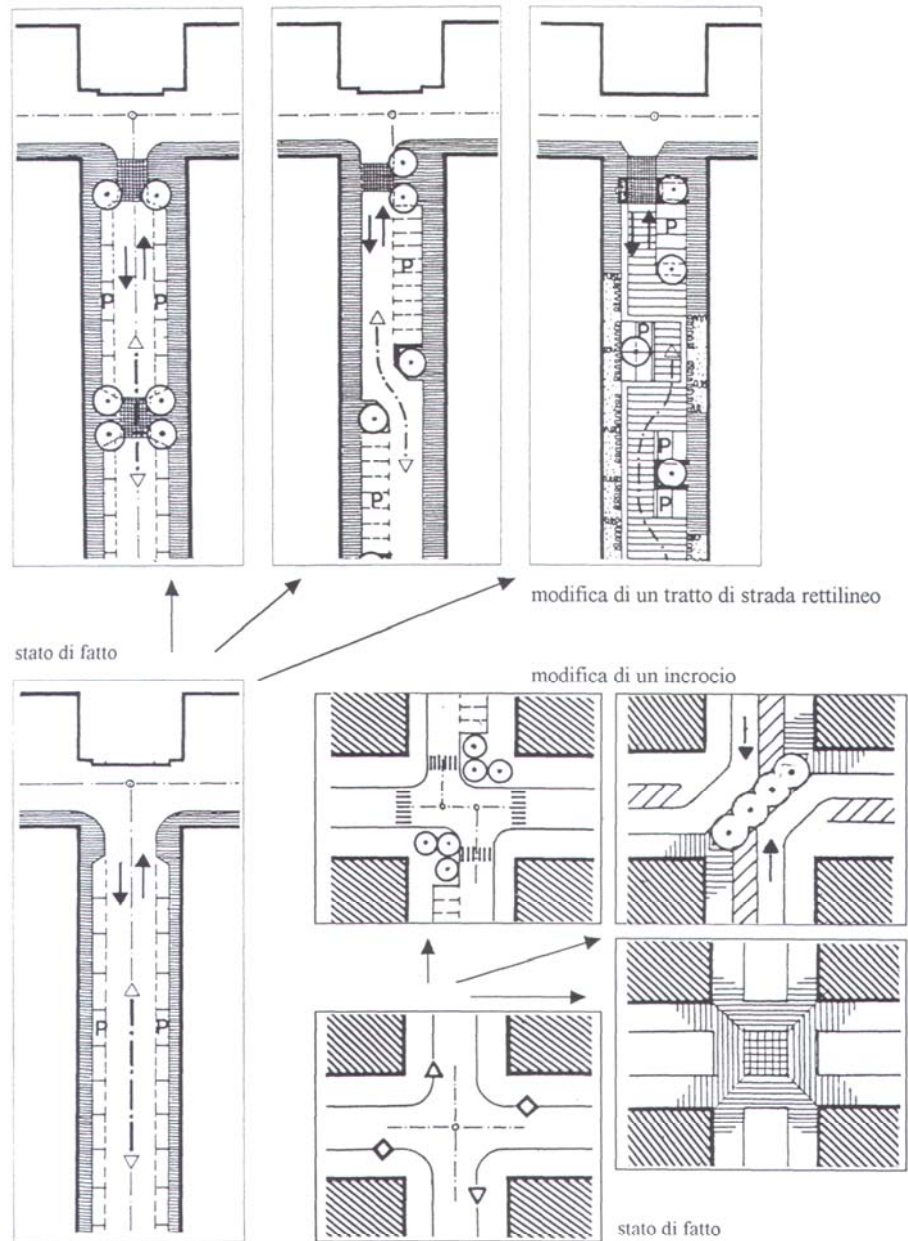 P P
P
P
P
P
P
P
modifica di un tratto di strada rettilineo
stato di fatto
modifica di un incrocio
P P
stato di fatto